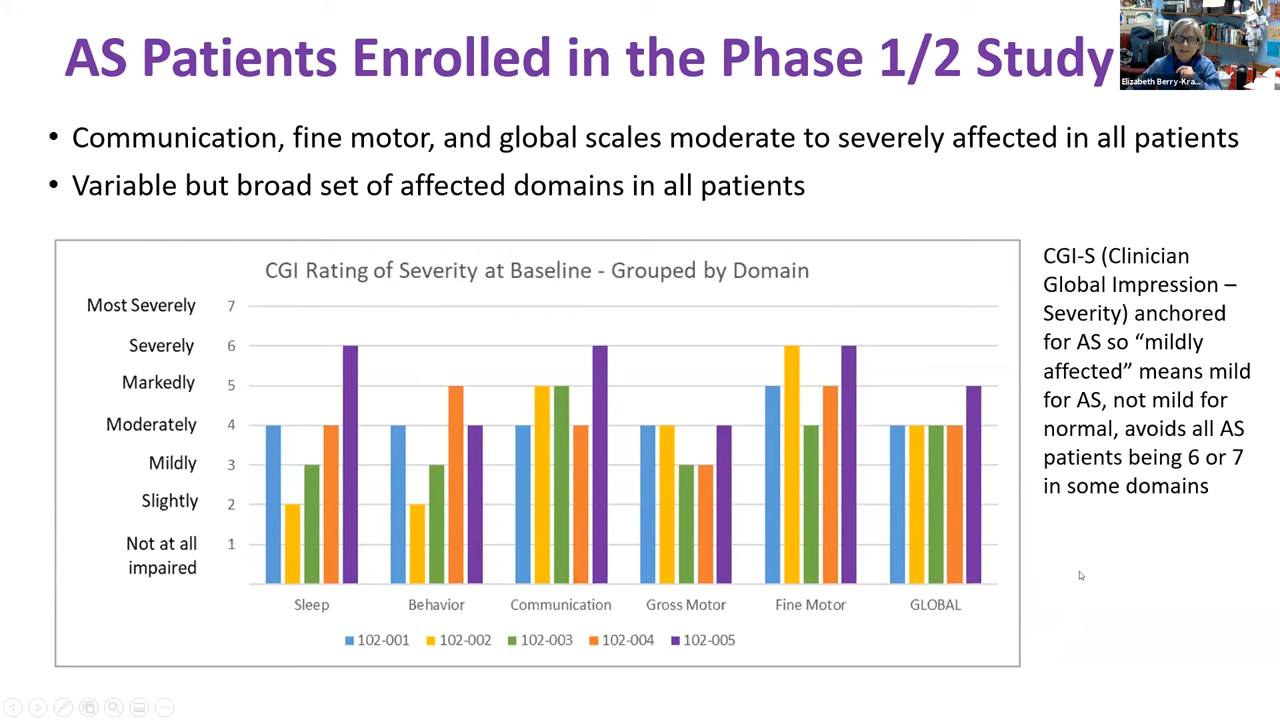 AS Patients Enrolled in the Phase 1/2 Study
Elizabeth Berry-Kra...
• Communication, fine motor, and global scales moderate to severely affected in all patients
• Variable but broad set of affected domains in all patients
CGI Rating of Severity at Baseline - Grouped by Domain
Most Severely 7
Severely 6
Markedly 5
Moderately 4
Mildly 3
Slightly 2
Not at all
impaired 1
Sleep Behavior Communication Gross Motor Fine Motor GLOBAL
102-001 102-002 102-003 102-004 102-005
CGI-S (Clinician
Global Impression –
Severity) anchored
for AS so “mildly
affected” means mild
for AS, not mild for
normal, avoids all AS
patients being 6 or 7
in some domains